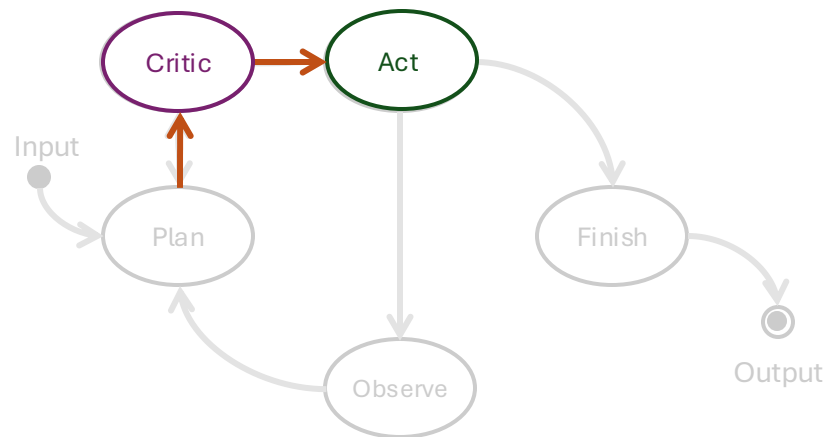 Critic
Act
Input
Plan
Finish
Observe
Output